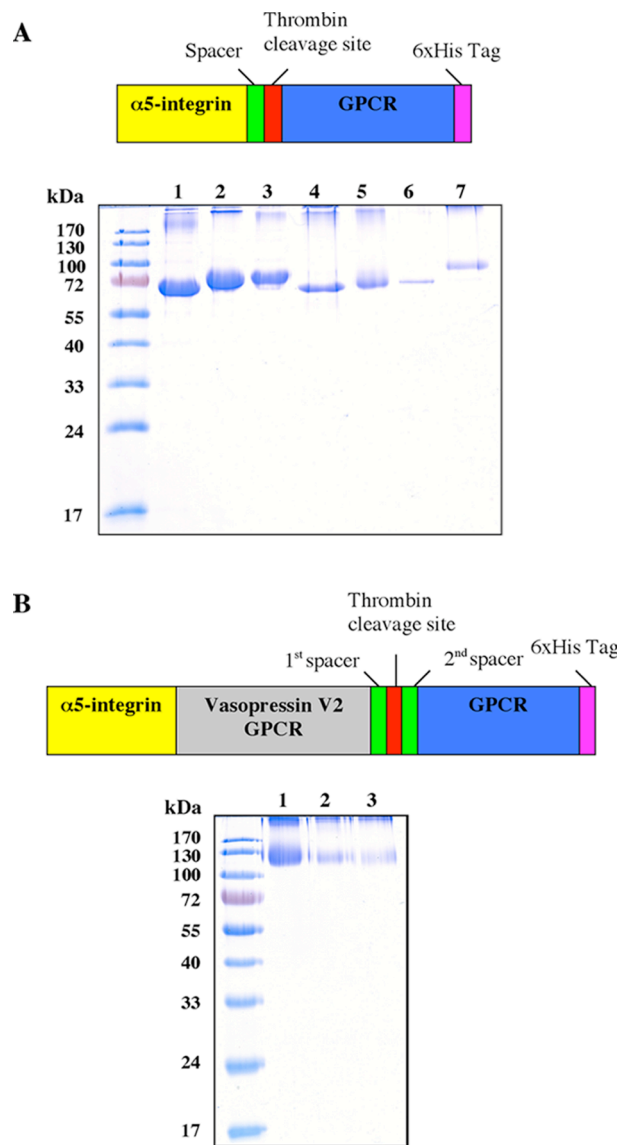 A
Thrombin
cleavage site
Spacer
6xHis Tag
α5-integrin
GPCR
kDa
1 2 3 4 5 6 7
170
130
100
72
55
40
33
24
17
B
Thrombin
cleavage site
1st spacer
2nd spacer
6xHis Tag
α5-integrin
Vasopressin V2
GPCR
GPCR
kDa
1 2 3
170
130
100
72
55
40
33
24
17